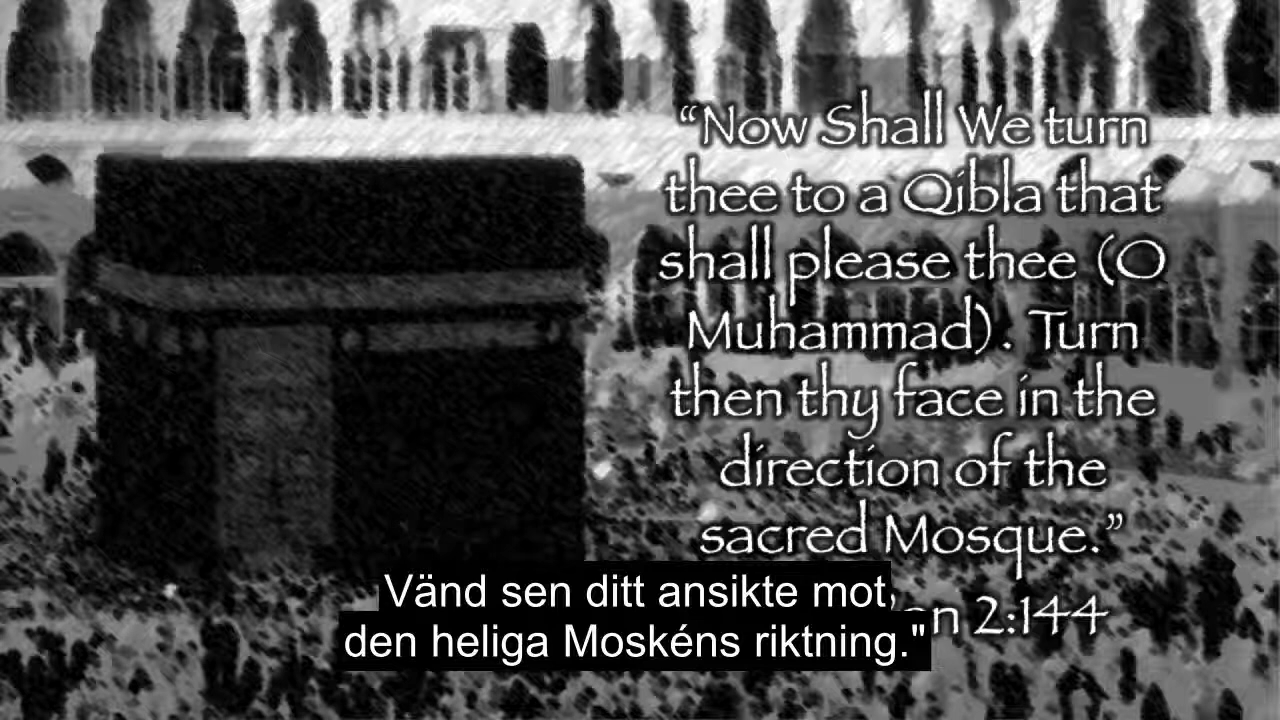 “Now Shall We turn
thee to a Qibla that
shall please thee (O
Muhammad). Turn
then thy face in the
direction of the
sacred Mosque.”
2:144
Vänd sen ditt ansikte mot
den heliga Moskéns riktning."